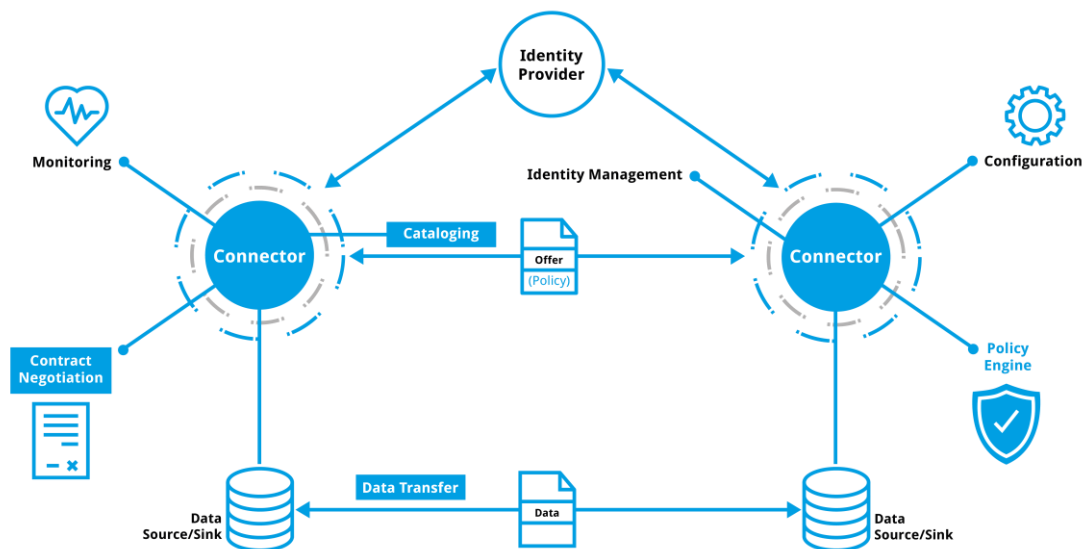 Identity
Provider
Monitoring
Configuration
Identity Management
Cataloging
Connector
Offer
(Policy)
Connector
Contract
Negotiation
Policy
Engine
Data Transfer
Data
Source/Sink
Data
Data
Source/Sink